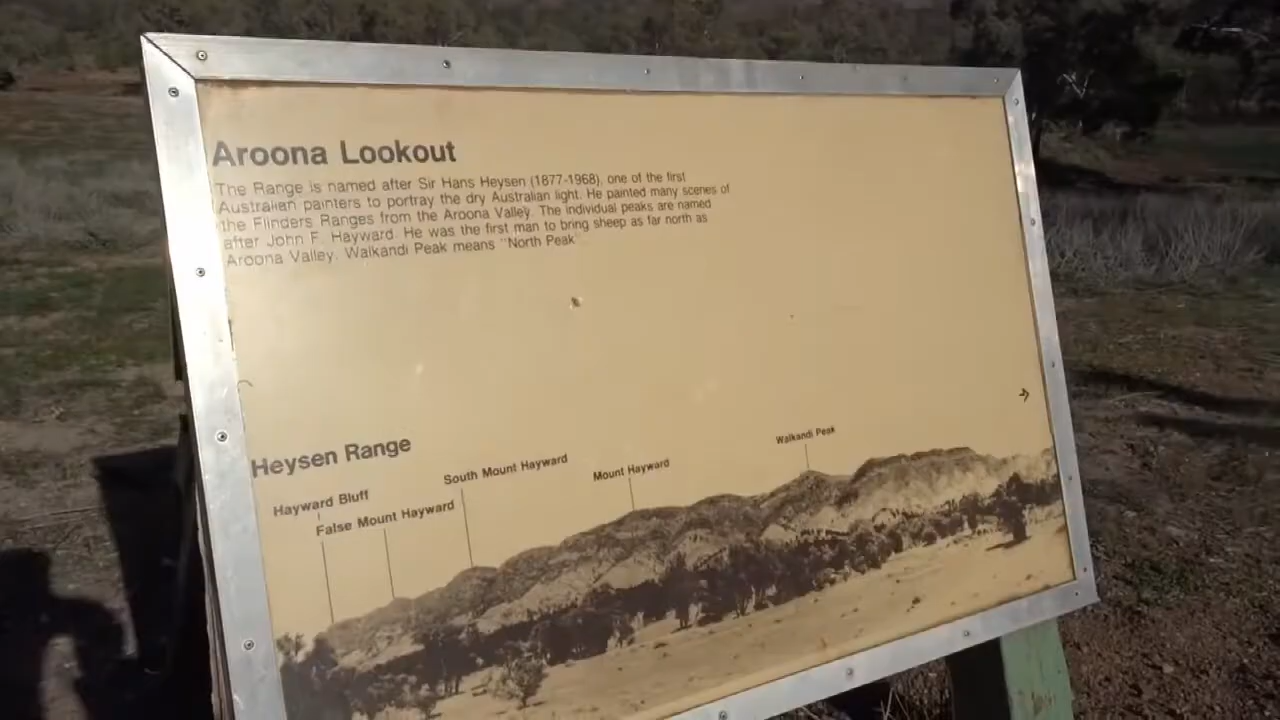 Aroona Lookout
The Range is named after Sir Hans Heysen (1877-1968), one of the first
Australian painters to portray the dry Australian light. He painted many scenes of
the Flinders Ranges from the Aroona Valley. The individual peaks are named
after John F. Hayward. He was the first man to bring sheep as far north as
Aroona Valley. Walkandi Peak means "North Peak"
Heysen Range
Hayward Bluff
False Mount Hayward
South Mount Hayward
Mount Hayward
Walkandi Peak